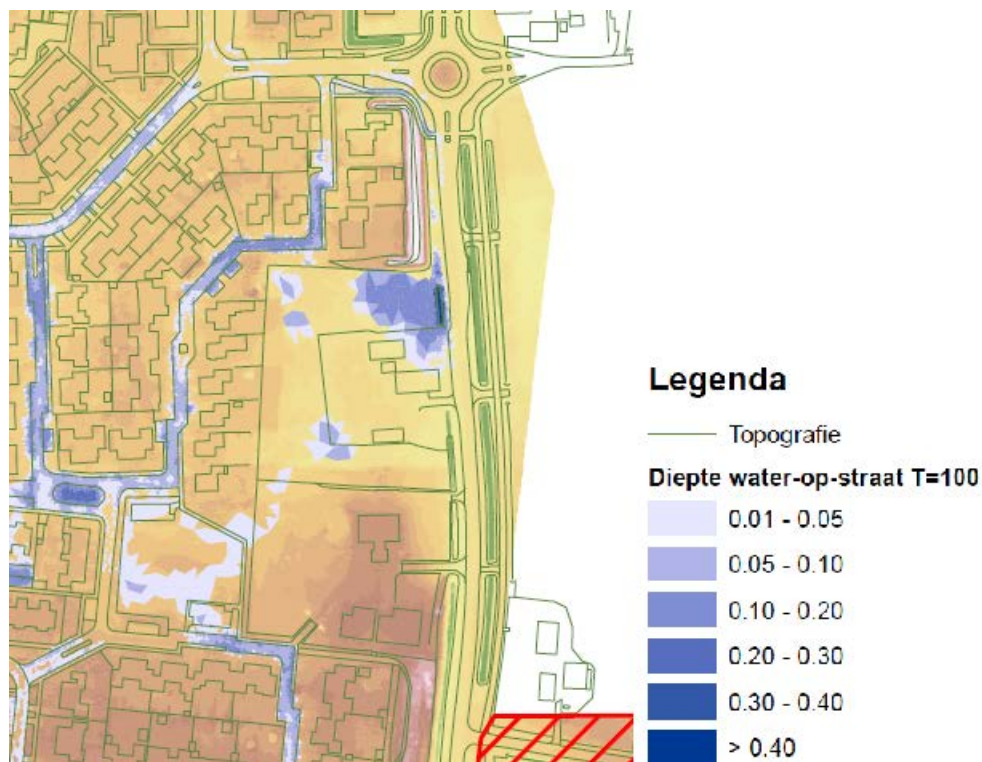 Legenda
Topografie
Diepte water-op-straat T=100
0.01 - 0.05
0.05 - 0.10
0.10 - 0.20
0.20 - 0.30
0.30 - 0.40
> 0.40